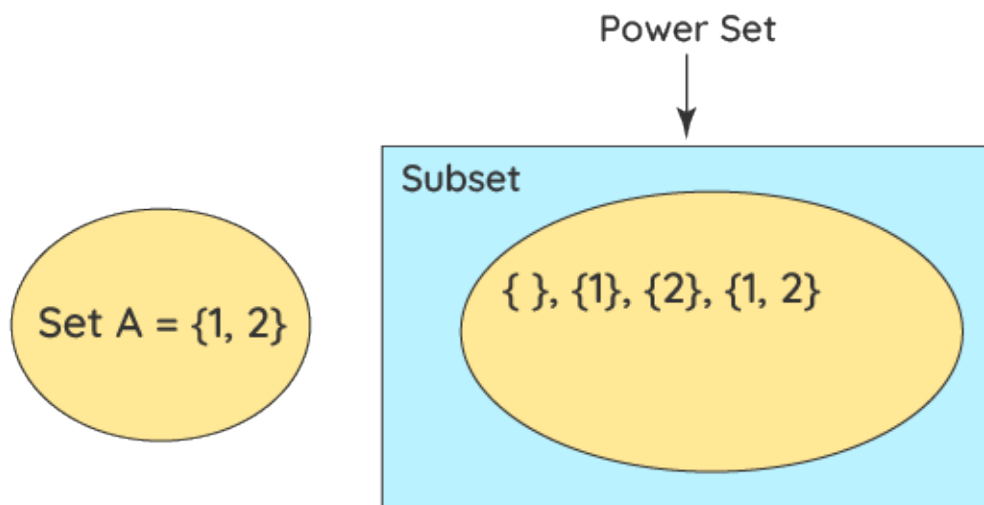 Power Set
Subset
{ }, {1}, {2}, {1, 2}
Set A = {1, 2}